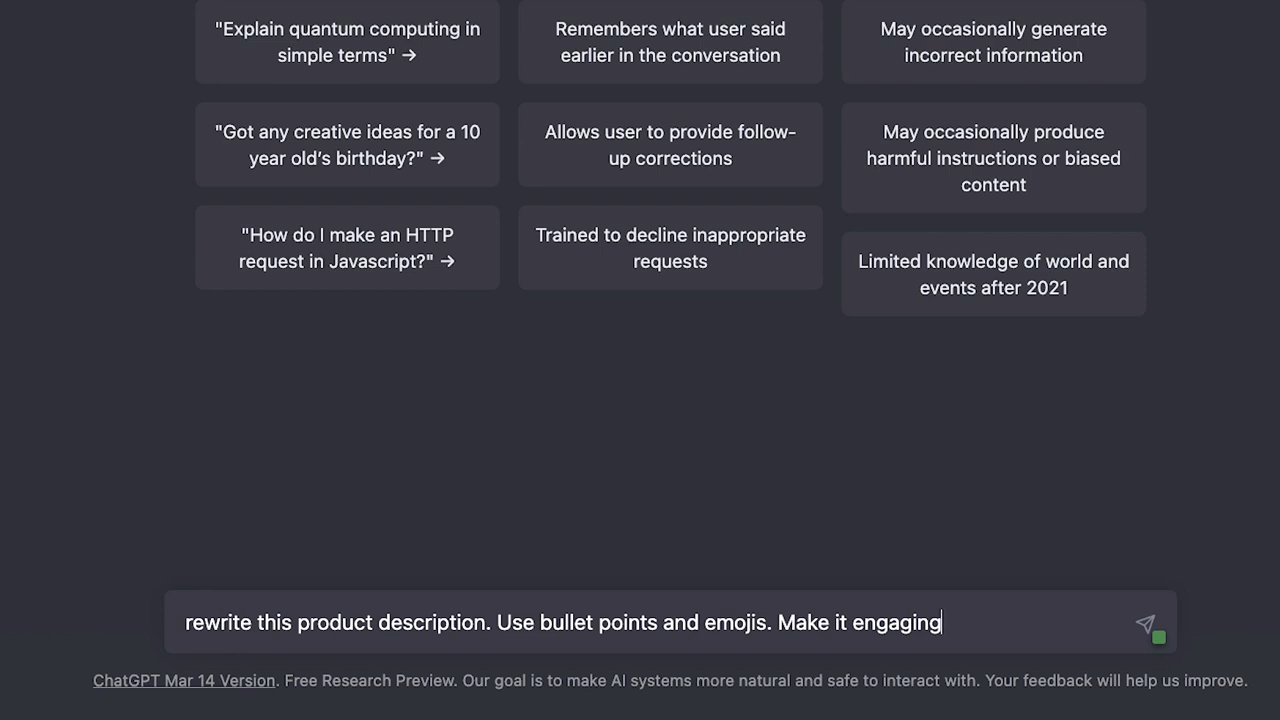 "Explain quantum computing in
simple terms" →
Remembers what user said
earlier in the conversation
May occasionally generate
incorrect information
"Got any creative ideas for a 10
year old's birthday?" →
Allows user to provide follow-
up corrections
May occasionally produce
harmful instructions or biased
content
"How do I make an HTTP
request in Javascript?" →
Trained to decline inappropriate
requests
Limited knowledge of world and
events after 2021
rewrite this product description. Use bullet points and emojis. Make it engaging
ChatGPT Mar 14 Version. Free Research Preview. Our goal is to make AI systems more natural and safe to interact with. Your feedback will help us improve.